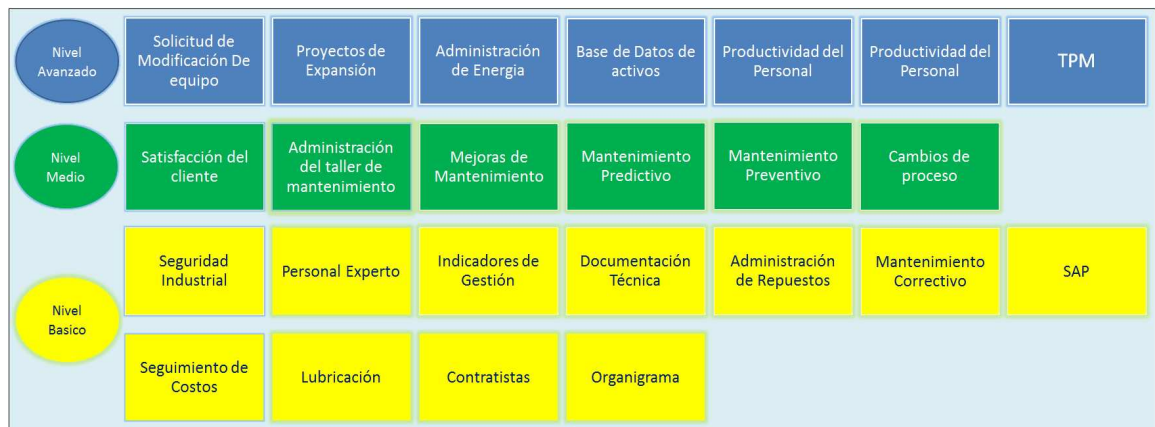 Nivel
Avanzado
Solicitud de
Modificación De
equipo
Proyectos de
Expansión
Administración
de Energia
Base de Datos de
activos
Productividad del
Personal
Productividad del
Personal
TPM
Nivel
Medio
Satisfacción del
cliente
Administración
del taller de
mantenimiento
Mejoras de
Mantenimiento
Mantenimiento
Predictivo
Mantenimiento
Preventivo
Cambios de
proceso
Nivel
Basico
Seguridad
Industrial
Personal Experto
Indicadores de
Gestión
Documentación
Técnica
Administración
de Repuestos
Mantenimiento
Correctivo
SAP
Seguimiento de
Costos
Lubricación
Contratistas
Organigrama